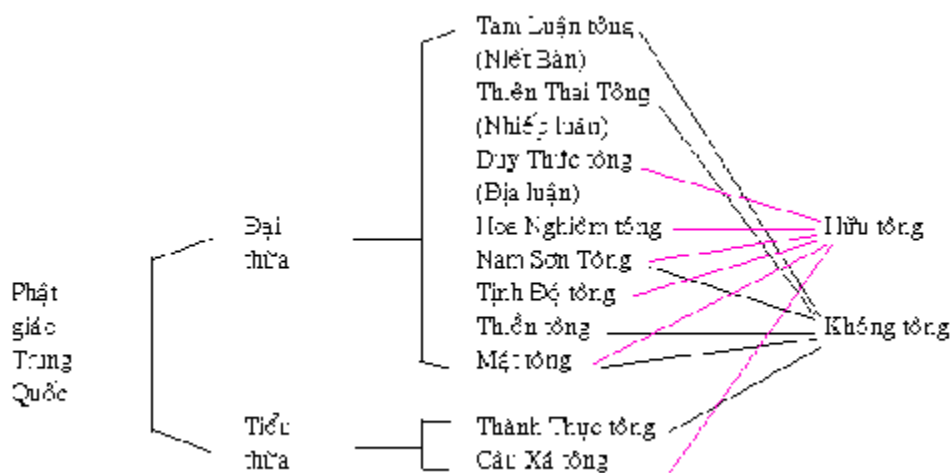 Phật
giáo
Trung
Quốc
Đại
thừa
Tiểu
thừa
Tam Luận tông
(Niết Bàn)
Thiên Thai Tông
(Nhiếp luân)
Duy Thức tông
(Địa luận)
Hoa Nghiêm tông
Nam Sơn Tông
Tịnh Độ tông
Thiền tông
Mật tông
Thành Thực tông
Câu Xá tông
Hữu tông
Không tông